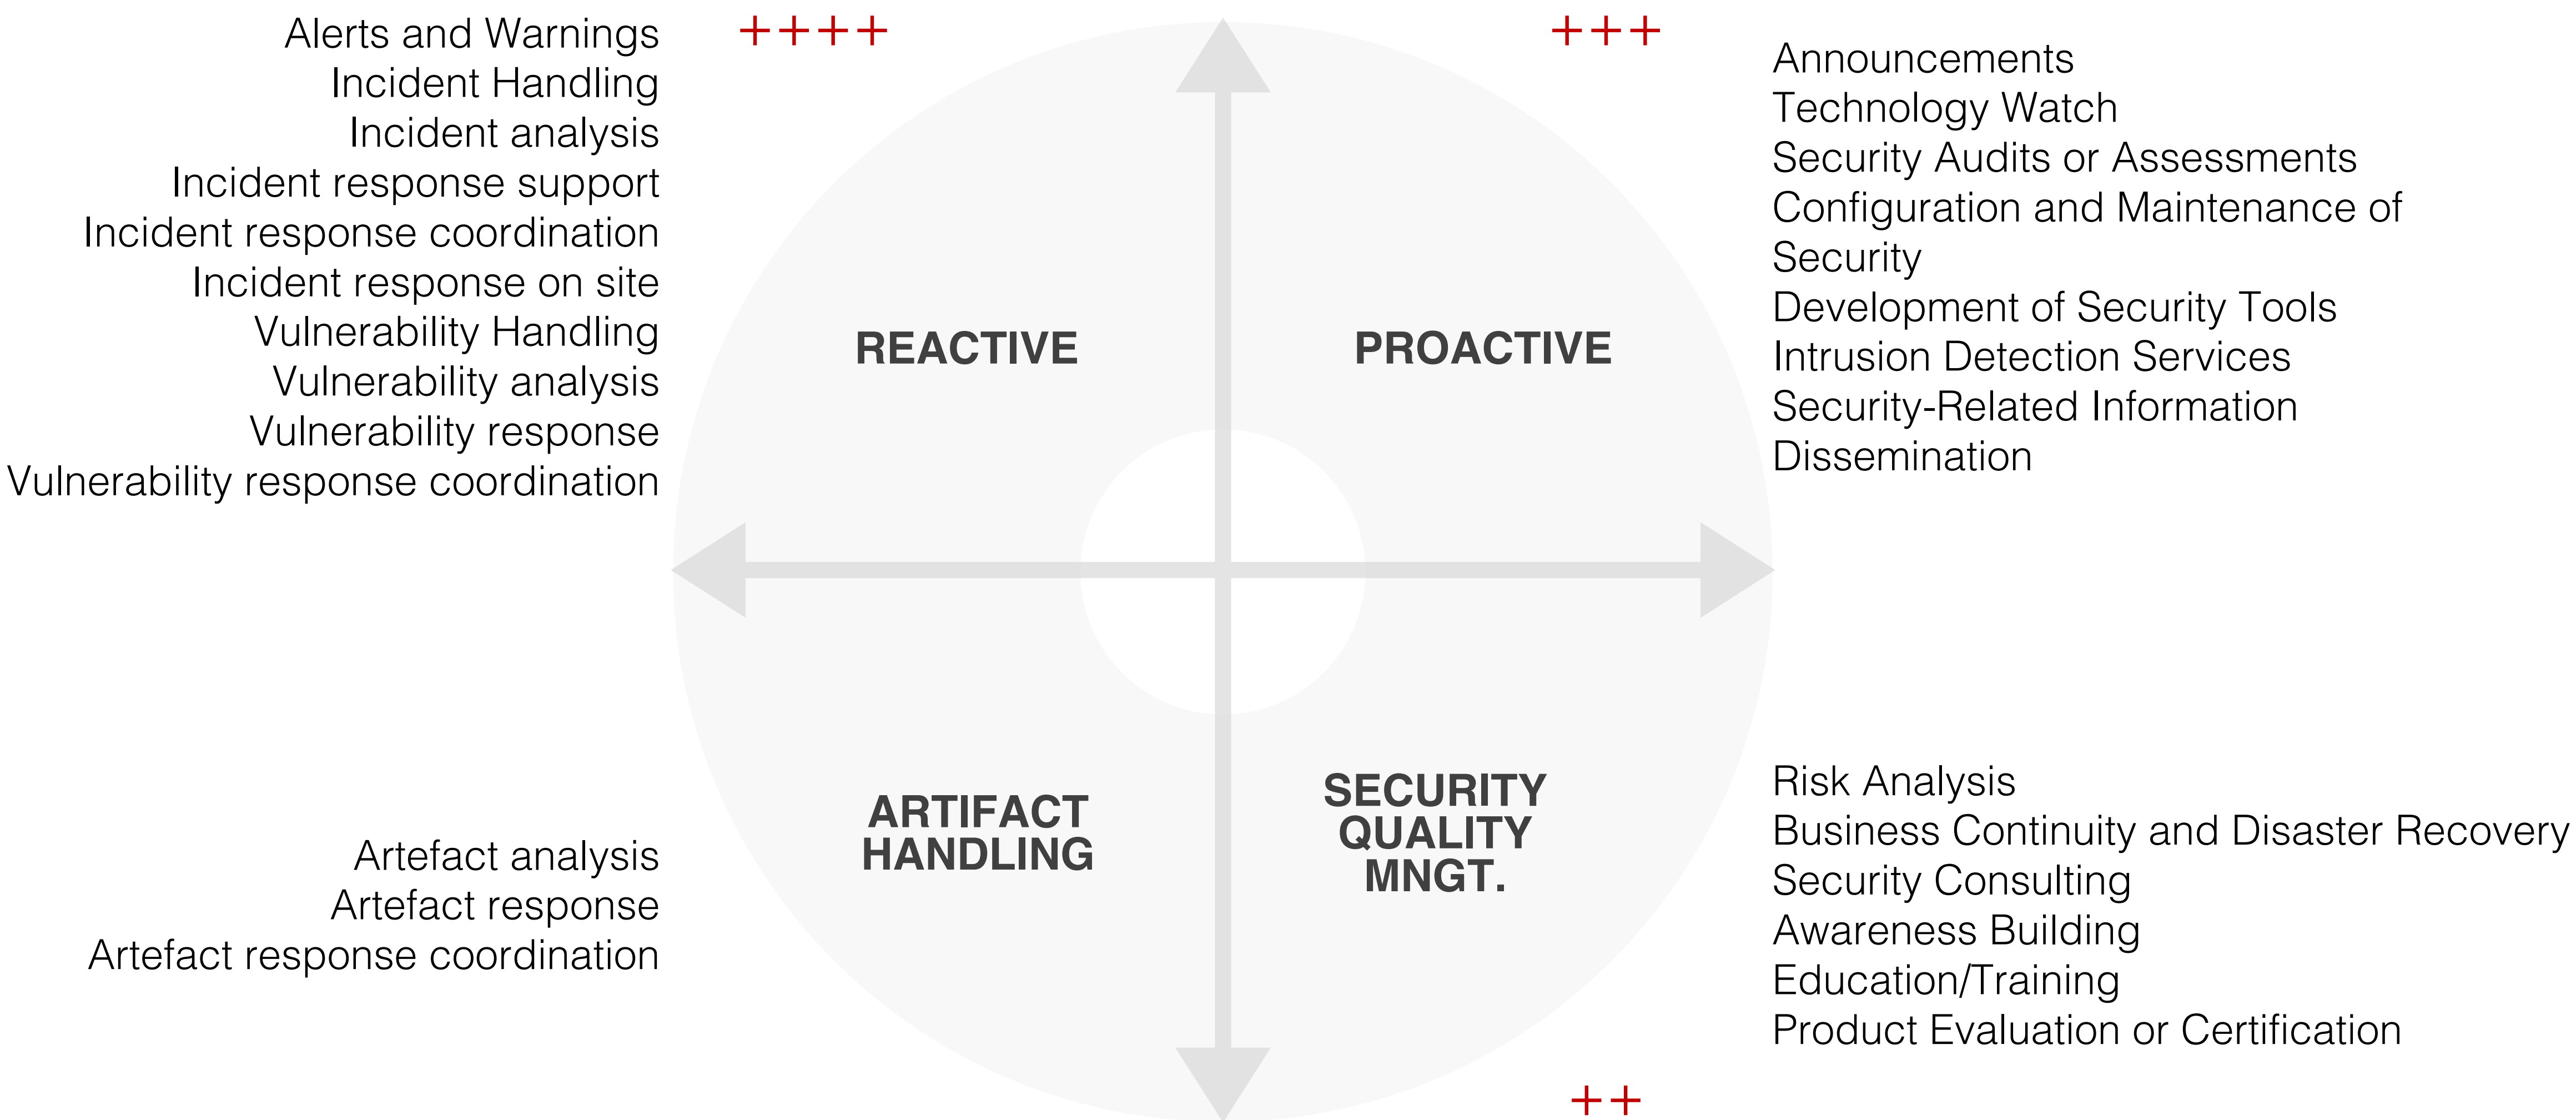 ++++
+++
Alerts and Warnings
Incident Handling
Incident analysis
Incident response support
Incident response coordination
Incident response on site
Vulnerability Handling
Vulnerability analysis
Vulnerability response
Vulnerability response coordination
REACTIVE
PROACTIVE
Announcements
Technology Watch
Security Audits or Assessments
Configuration and Maintenance of
Security
Development of Security Tools
Intrusion Detection Services
Security-Related Information
Dissemination
Artefact analysis
Artefact response
Artefact response coordination
ARTIFACT
HANDLING
SECURITY
QUALITY
MNGT.
Risk Analysis
Business Continuity and Disaster Recovery
Security Consulting
Awareness Building
Education/Training
Product Evaluation or Certification
++